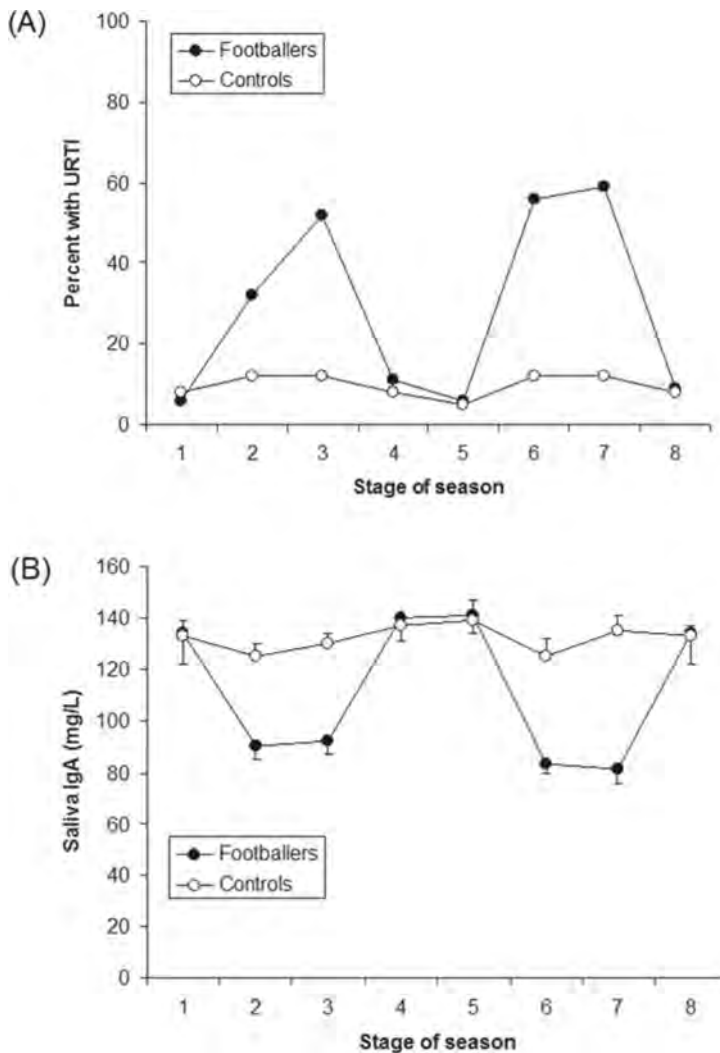 (A)
100
80
60
40
20
0
Percent with URTI
Footballers
Controls
1 2 3 4 5 6 7 8
Stage of season
(B)
160
140
120
100
80
60
40
20
0
Saliva IgA (mg/L)
Footballers
Controls
1 2 3 4 5 6 7 8
Stage of season